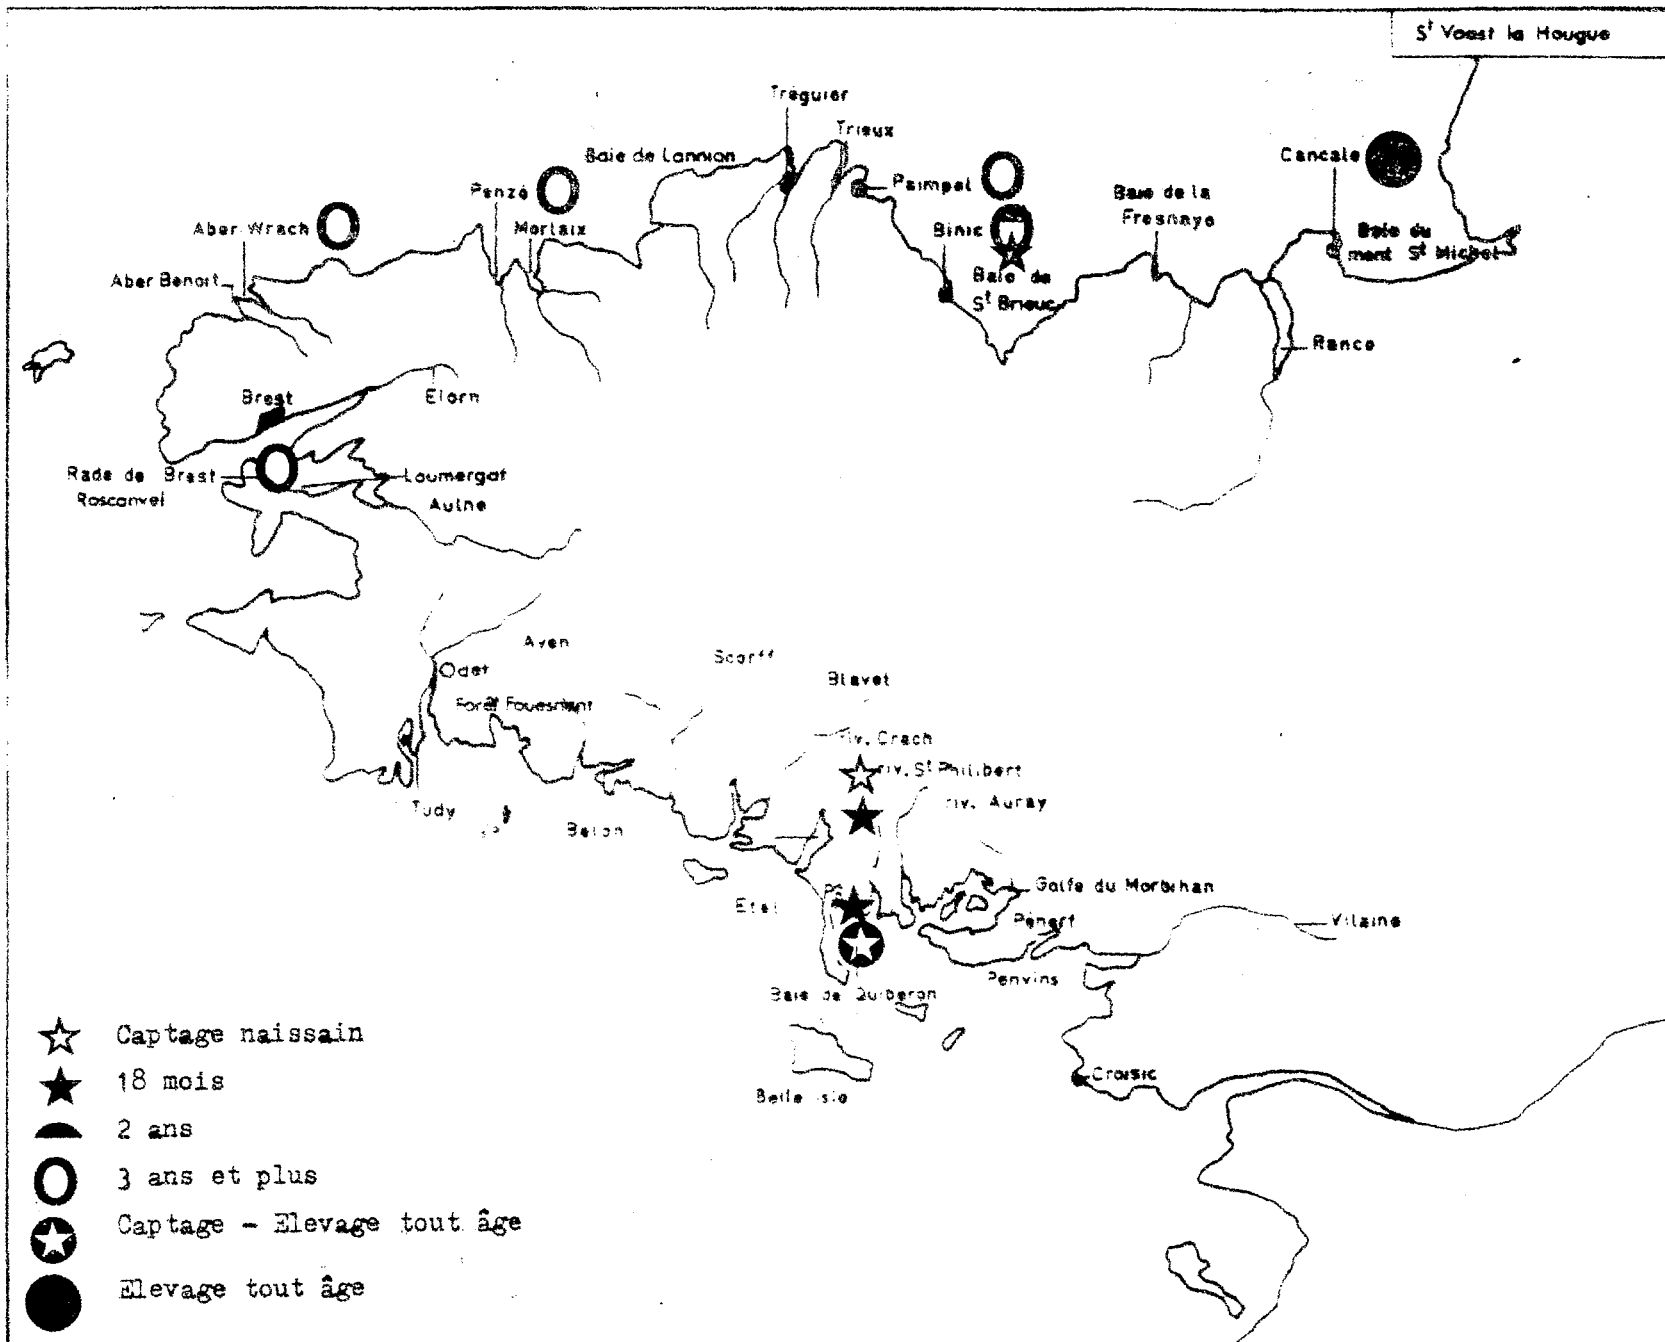 St Vaast la Hougue
Tréguier
Trieux
Baie de Lannion
Cancale
Penzé
Paimpol
Baie de la
Fresnaye
Aber Wrach
Morlaix
Binic
Baie du
mont St Michel
Aber Benoit
Baie de
St Brieuc
Rance
Brest
Elorn
Rade de Brest
Loumergat
Roscanvel
Aulne
Aven
Scorff
Odet
Blavet
Forêt Fouesnant
riv. Crach
riv. St Philibert
riv. Auray
Tudy
Belon
Golfe du Morbihan
Etel
Pénerf
Vilaine
Penvins
Baie de Quiberon
Captage naissain
Croisic
18 mois
Belle isle
2 ans
3 ans et plus
Captage - Elevage tout âge
Elevage tout âge